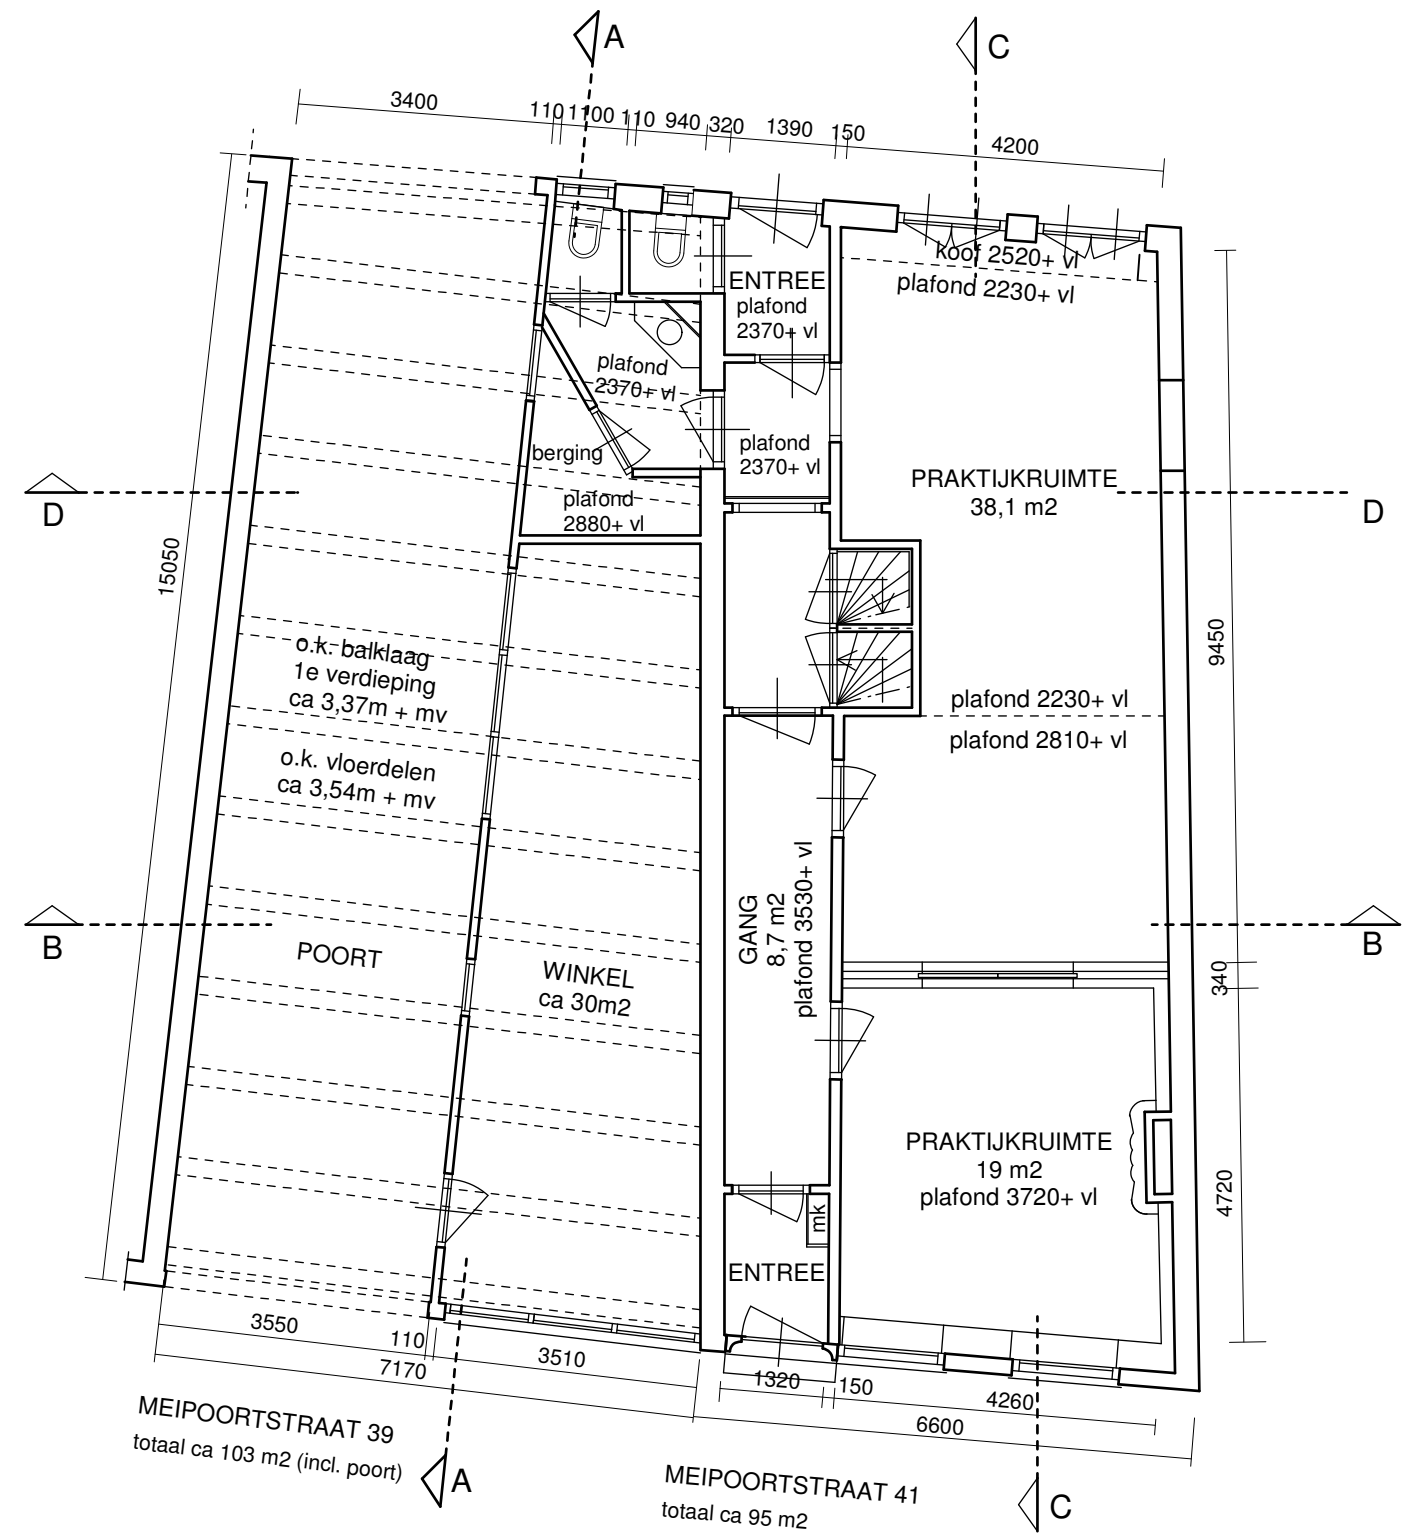 A
C
3400
110
1100
110
940
320
1390
150
4200
koof 2520+ vl
plafond 2230+ vl
ENTREE
plafond
2370+ vl
plafond
2370+ vl
berging
plafond
2370+ vl
plafond
2880+ vl
PRAKTIJKRUIMTE
38,1 m2
D
D
15050
9450
o.k. balklaag
1e verdieping
ca 3,37m + mv
o.k. vloerdelen
ca 3,54m + mv
plafond 2230+ vl
plafond 2810+ vl
GANG
8,7 m2
plafond 3530+ vl
B
B
POORT
WINKEL
ca 30m2
340
PRAKTIJKRUIMTE
19 m2
plafond 3720+ vl
4720
mk
ENTREE
3550
110
3510
7170
1320
150
4260
6600
MEIPOORTSTRAAT 39
totaal ca 103 m2 (incl. poort)
A
MEIPOORTSTRAAT 41
totaal ca 95 m2
C